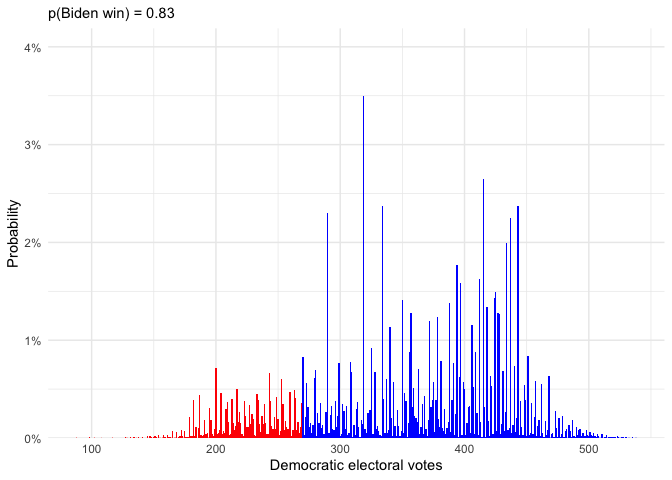 p(Biden win) = 0.83
4%
3%
2%
1%
0%
Probability
100 200 300 400 500
Democratic electoral votes